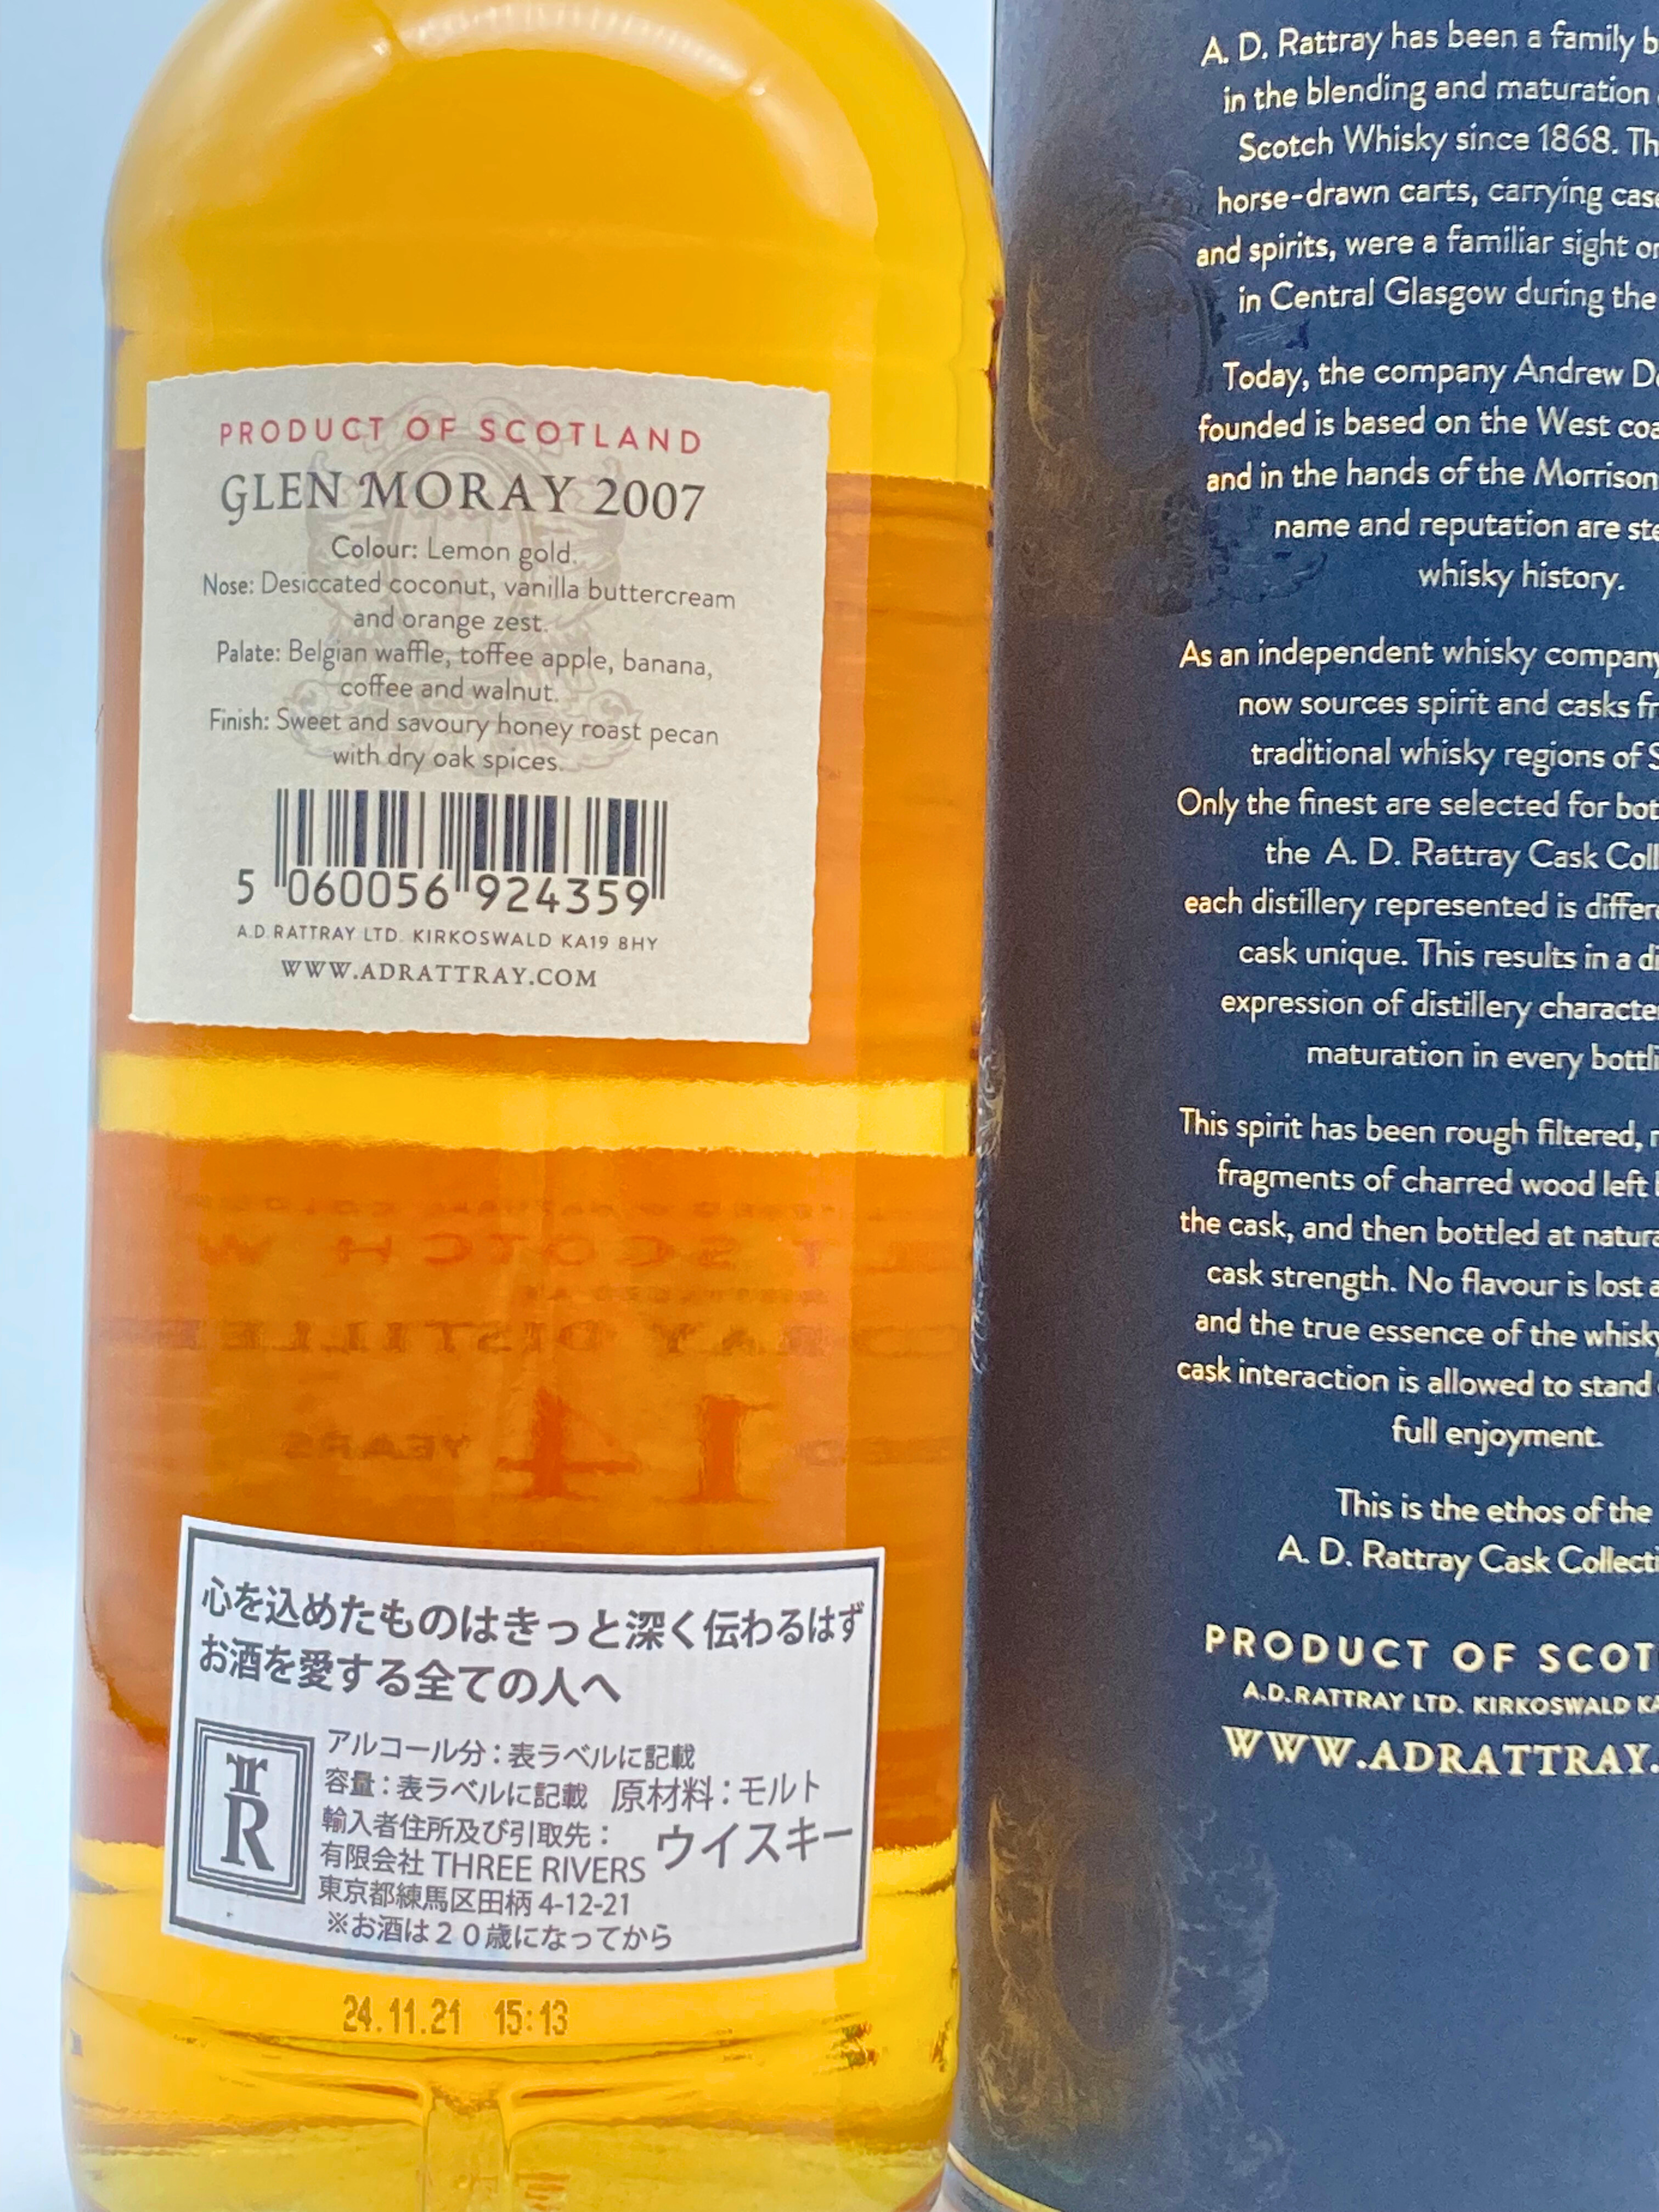 PRODUCT OF SCOTLAND
GLEN MORAY 2007
Colour: Lemon gold.
Nose: Desiccated coconut, vanilla buttercream
and orange zest.
Palate: Belgian waffle, toffee apple, banana,
coffee and walnut.
Finish: Sweet and savoury honey roast pecan
with dry oak spices.
5 060056 924359
A.D. RATTRAY LTD. KIRKOSWALD KA19 8HY
WWW.ADRATTRAY.COM
14 YEARS
心を込めたものはきっと深く伝わるはず
お酒を愛する全ての人へ
TR
アルコール分：表ラベルに記載
容量：表ラベルに記載 原材料：モルト
輸入者住所及び引取先：
ウイスキー
有限会社 THREE RIVERS
東京都練馬区田柄 4-12-21
※お酒は２０歳になってから
24.11.21 15:13
A. D. Rattray has been a family
in the blending and maturation
Scotch Whisky since 1868.
horse-drawn carts, carrying
and spirits, were a familiar sight
in Central Glasgow during the
Today, the company Andrew
founded is based on the West
and in the hands of the Morrison
name and reputation are
whisky history.
As an independent whisky company
now sources spirit and casks
traditional whisky regions of
Only the finest are selected for
the A. D. Rattray Cask
each distillery represented is
cask unique. This results in a
expression of distillery
maturation in every
This spirit has been rough filtered,
fragments of charred wood left
the cask, and then bottled at
cask strength. No flavour is lost
and the true essence of the whisky
cask interaction is allowed to stand
full enjoyment.
This is the ethos of the
A. D. Rattray Cask
PRODUCT OF
A.D. RATTRAY LTD. KIRKOSWALD
WWW.ADRATTRAY.